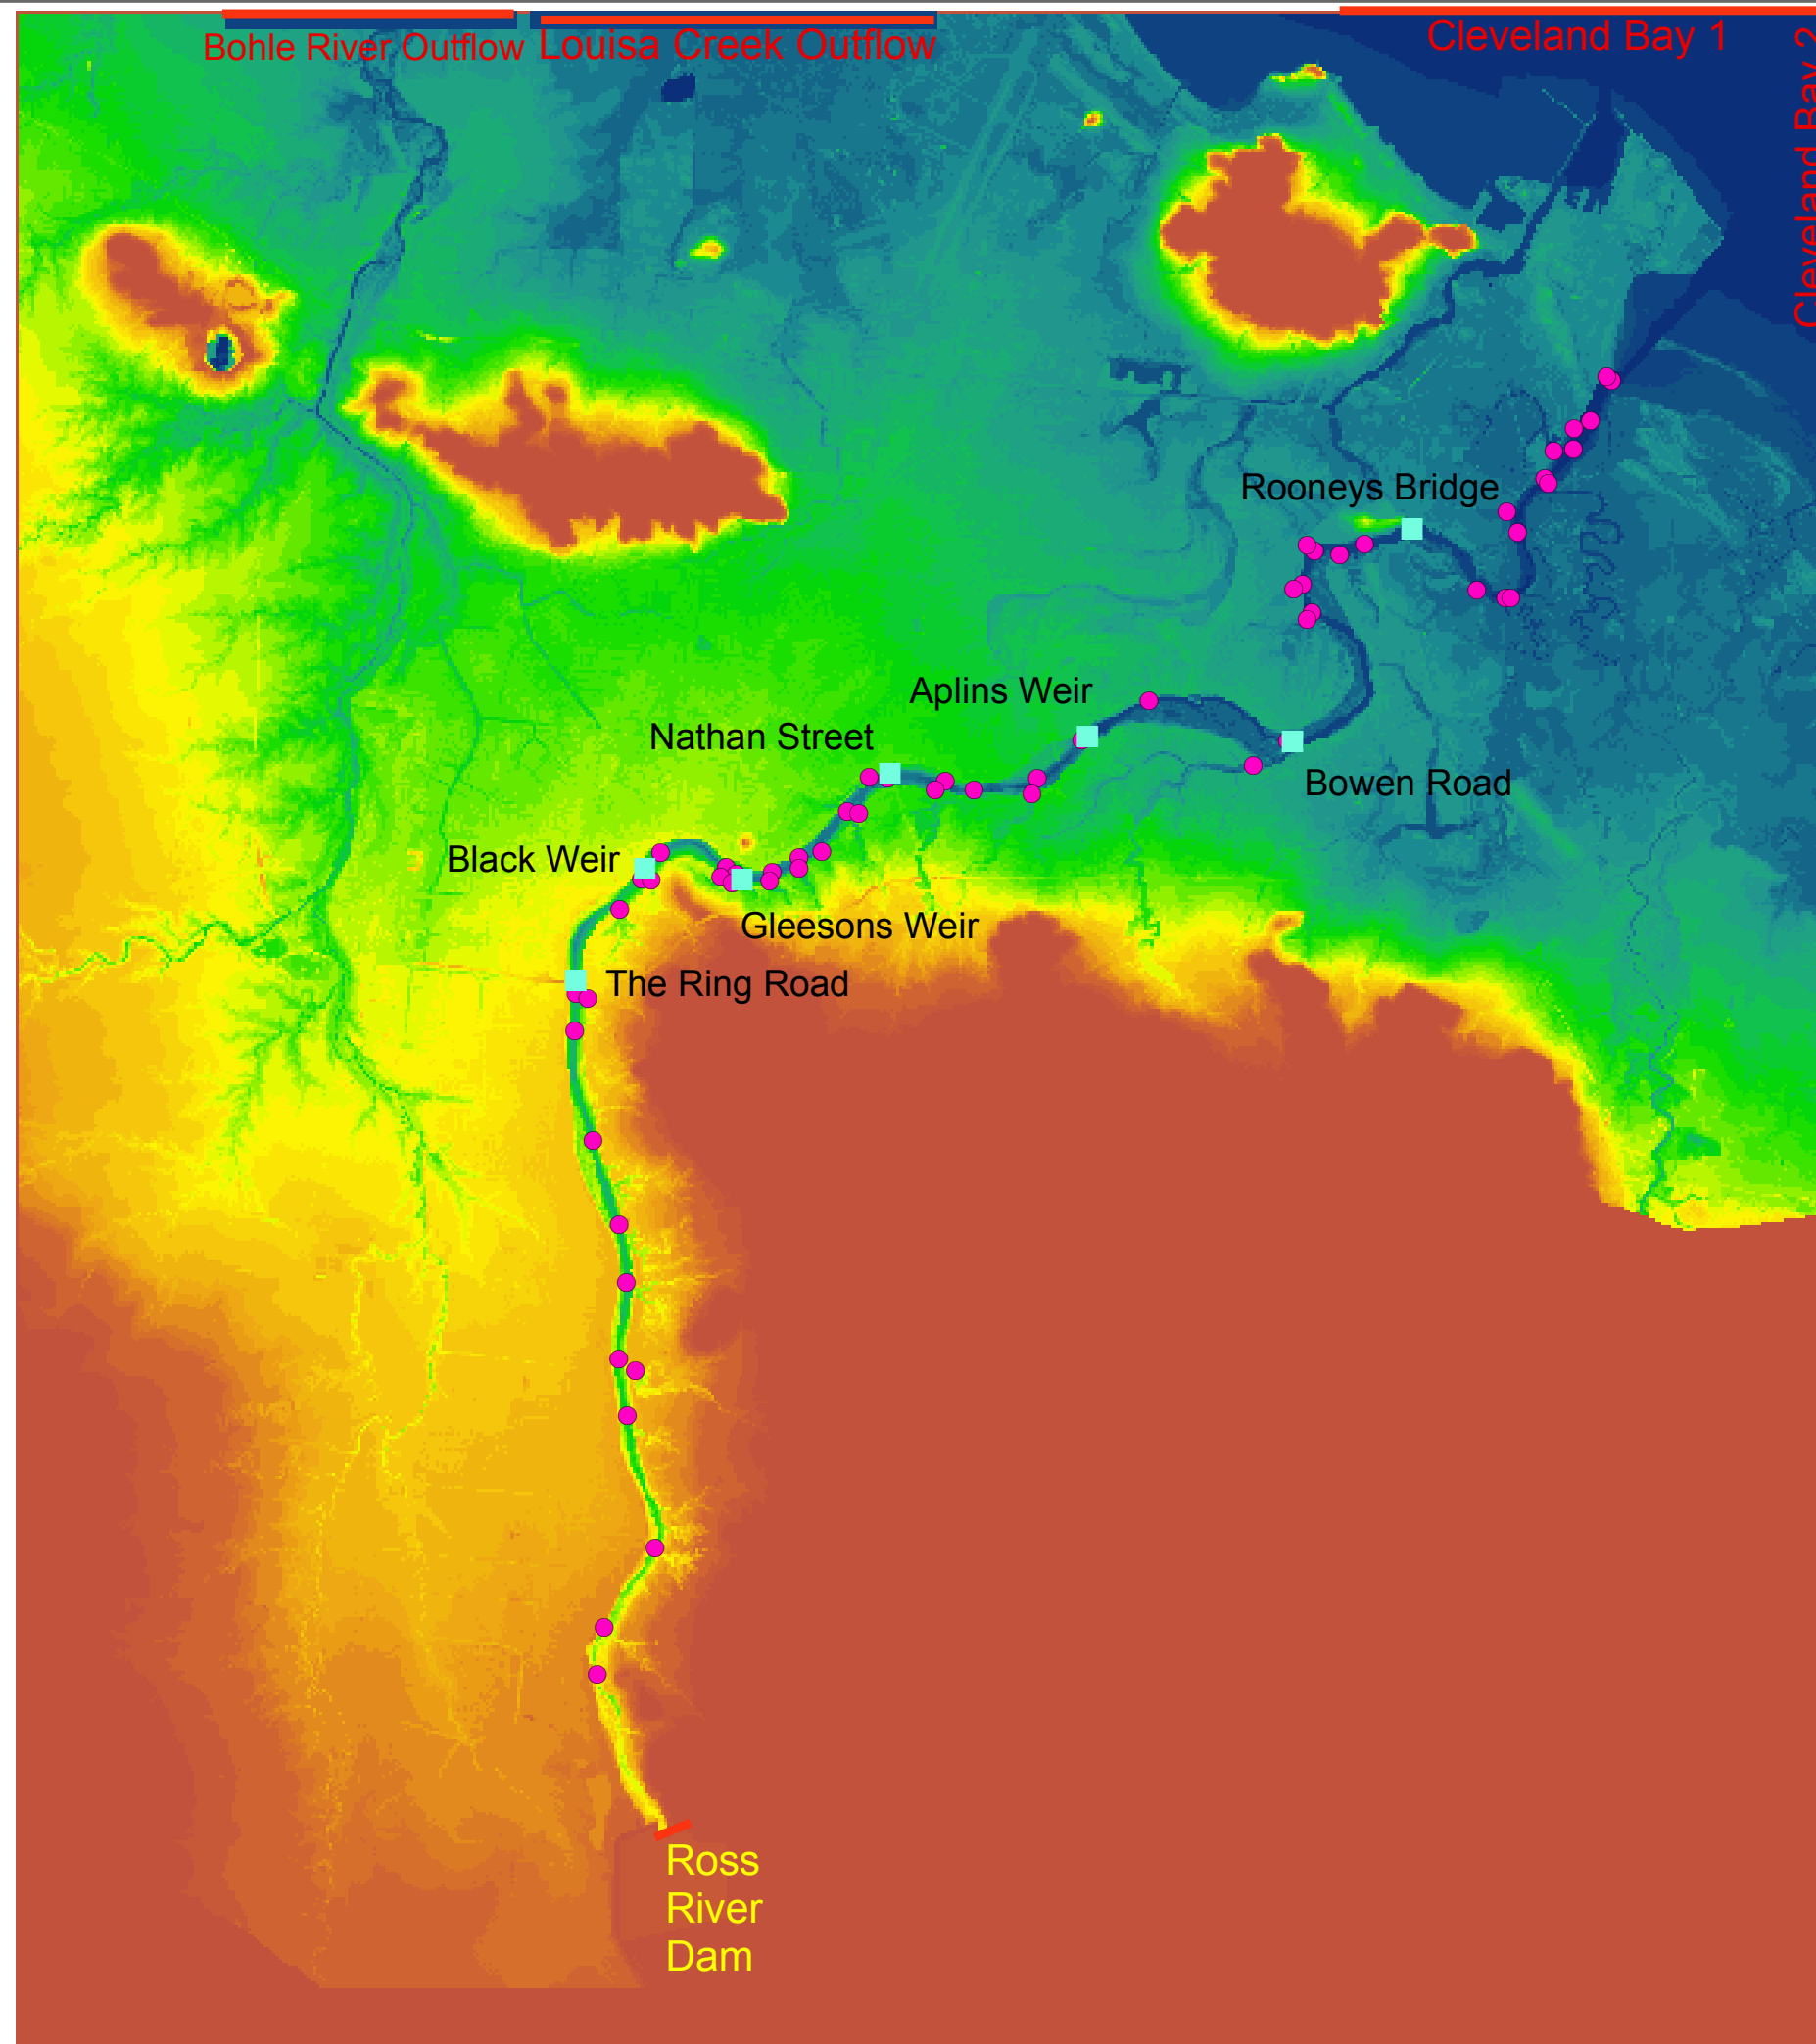 Bohle River Outflow
Louisa Creek Outflow
Cleveland Bay 1
Cleveland Bay 2
Rooneys Bridge
Aplins Weir
Nathan Street
Bowen Road
Black Weir
Gleesons Weir
The Ring Road
Ross
River
Dam